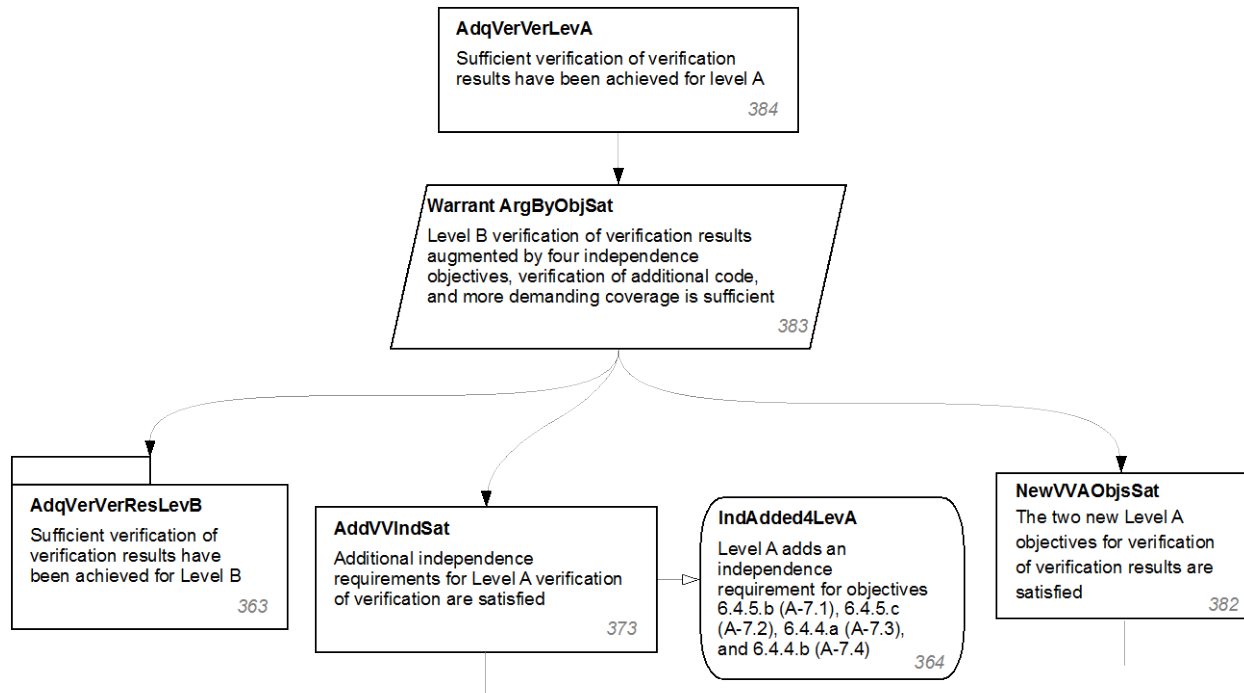 AdqVerVerLevA
Sufficient verification of verification
results have been achieved for level A
384
Warrant ArgByObjSat
Level B verification of verification results
augmented by four independence
objectives, verification of additional code,
and more demanding coverage is sufficient
383
AdqVerVerResLevB
Sufficient verification of
verification results have
been achieved for Level B
363
AddVVIndSat
Additional independence
requirements for Level A verification
of verification are satisfied
373
IndAdded4LevA
Level A adds an
independence
requirement for objectives
6.4.5.b (A-7.1), 6.4.5.c
(A-7.2), 6.4.4.a (A-7.3),
and 6.4.4.b (A-7.4)
364
NewVVAObjsSat
The two new Level A
objectives for verification
of verification results are
satisfied
382